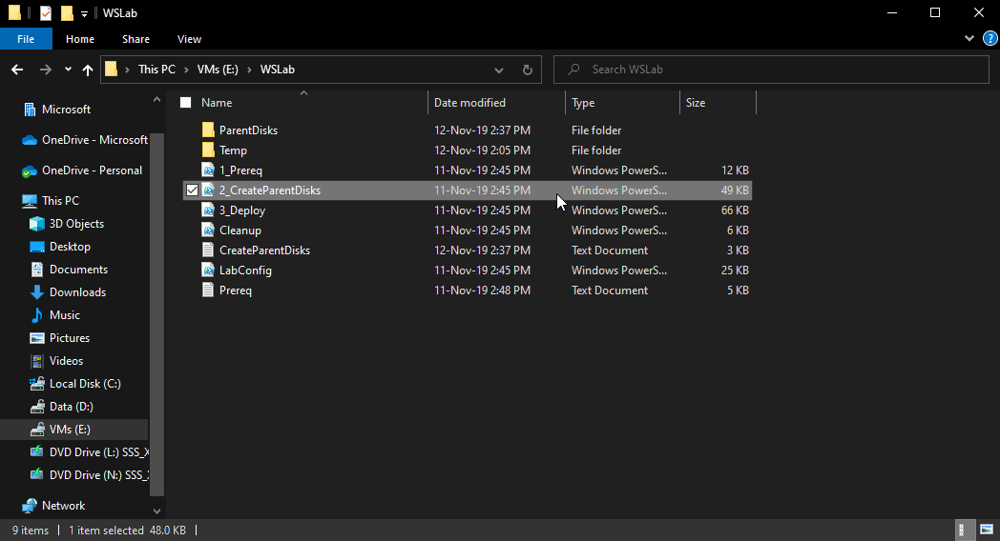 WSLab
File Home Share View
This PC VMs (E:) WSLab
Search WSLab
Name Date modified Type Size
ParentDisks 12-Nov-19 2:37 PM File folder
Temp 12-Nov-19 2:05 PM File folder
1_Prereq 11-Nov-19 2:45 PM Windows PowerS... 12 KB
2_CreateParentDisks 11-Nov-19 2:45 PM Windows PowerS... 49 KB
3_Deploy 11-Nov-19 2:45 PM Windows PowerS... 66 KB
Cleanup 11-Nov-19 2:45 PM Windows PowerS... 6 KB
CreateParentDisks 12-Nov-19 2:37 PM Text Document 3 KB
LabConfig 11-Nov-19 2:45 PM Windows PowerS... 25 KB
Prereq 11-Nov-19 2:48 PM Text Document 5 KB
Microsoft
OneDrive - Microsoft
OneDrive - Personal
This PC
3D Objects
Desktop
Documents
Downloads
Music
Pictures
Videos
Local Disk (C:)
Data (D:)
VMs (E:)
DVD Drive (L:) SSS_X
DVD Drive (N:) SSS_
Network
9 items 1 item selected 48.0 KB